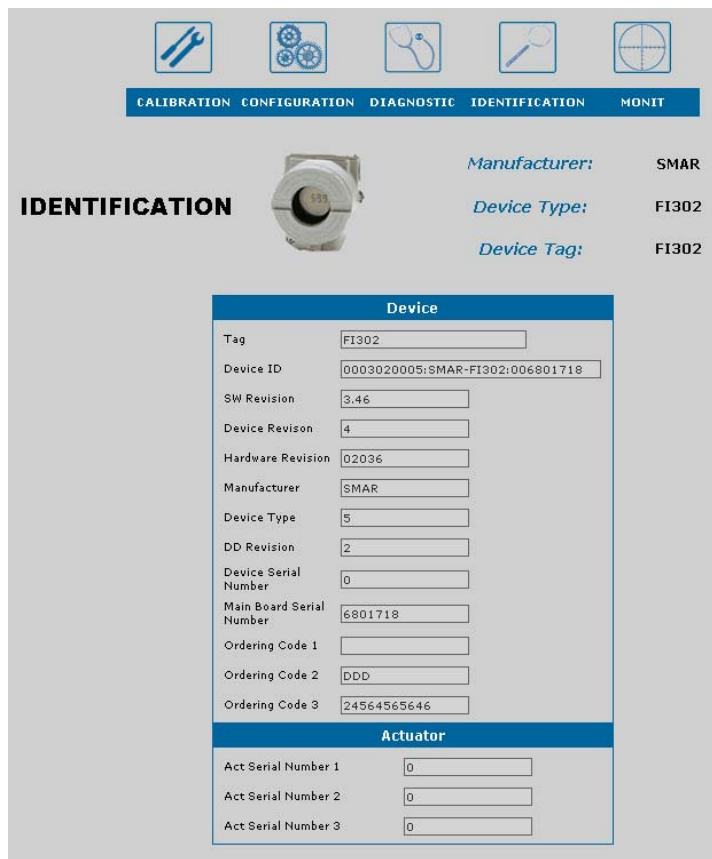 CALIBRATION CONFIGURATION DIAGNOSTIC IDENTIFICATION MONIT
IDENTIFICATION
Manufacturer: SMAR
Device Type: FI302
Device Tag: FI302
Device
Tag FI302
Device ID 0003020005:SMAR-FI302:006801718
SW Revision 3.46
Device Revison 4
Hardware Revision 02036
Manufacturer SMAR
Device Type 5
DD Revision 2
Device Serial
Number 0
Main Board Serial
Number 6801718
Ordering Code 1
Ordering Code 2 DDD
Ordering Code 3 24564565646
Actuator
Act Serial Number 1 0
Act Serial Number 2 0
Act Serial Number 3 0